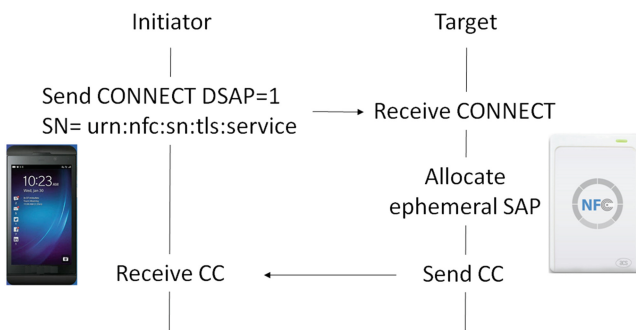 Initiator
Target
Send CONNECT DSAP=1
SN= urn:nfc:sn:tls:service
Receive CONNECT
10:23
Allocate
ephemeral SAP
NFC
Receive CC
Send CC